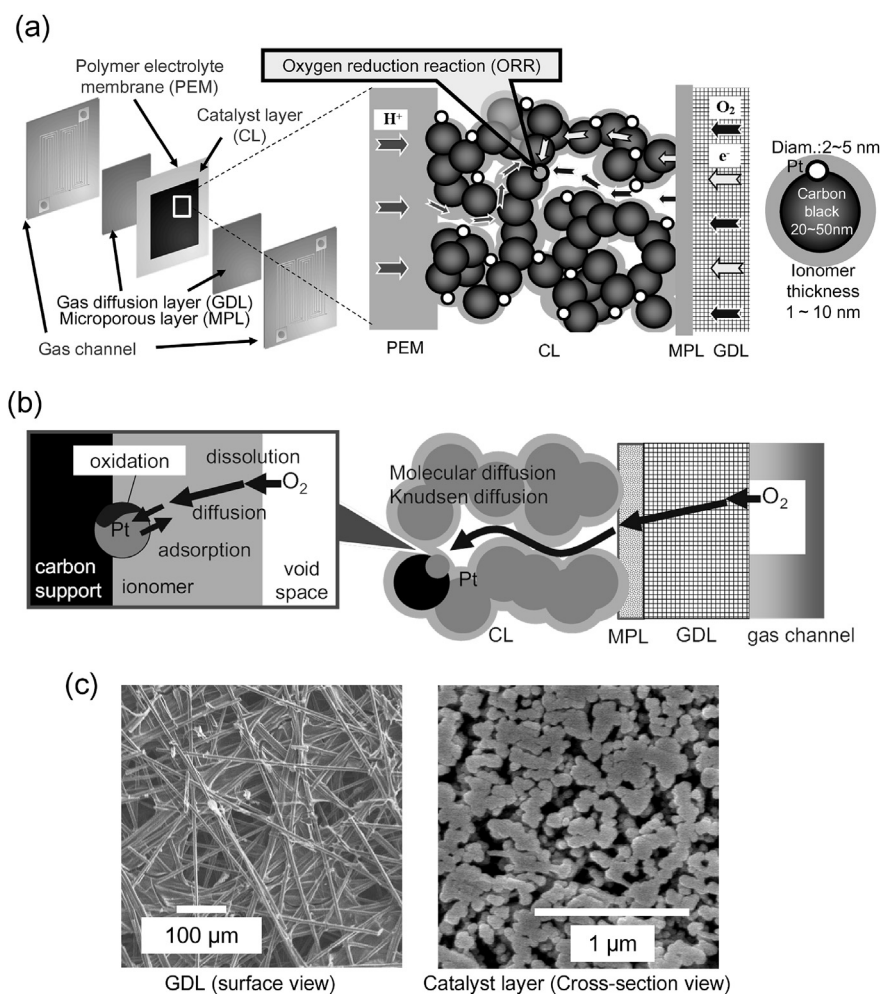 (a)
Polymer electrolyte
membrane (PEM)
Catalyst layer
(CL)
Gas diffusion layer (GDL)
Microporous layer (MPL)
Gas channel
Oxygen reduction reaction (ORR)
H+
O2
e-
PEM
CL
MPL
GDL
Diam.:2~5 nm
Pt
Carbon
black
20~50nm
Ionomer
thickness
1 ~ 10 nm
(b)
oxidation
dissolution
O2
Pt
diffusion
adsorption
carbon
support
ionomer
void
space
Molecular diffusion
Knudsen diffusion
O2
Pt
CL
MPL
GDL
gas channel
(c)
100 µm
GDL (surface view)
1 µm
Catalyst layer (Cross-section view)